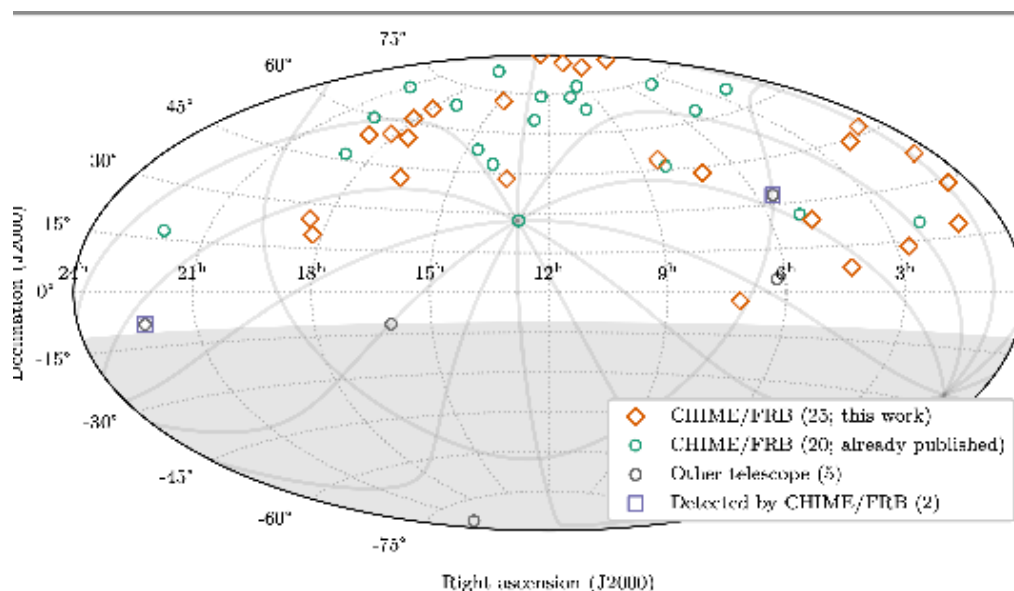 75°
60°
45°
30°
15°
0°
-15°
-30°
-45°
-60°
-75°
21h 18h 15h 12h 9h 6h 3h
Declination (J2000)
Right ascension (J2000)
CHIME/FRB (25; this work)
CHIME/FRB (20; already published)
Other telescope (5)
Detected by CHIME/FRB (2)